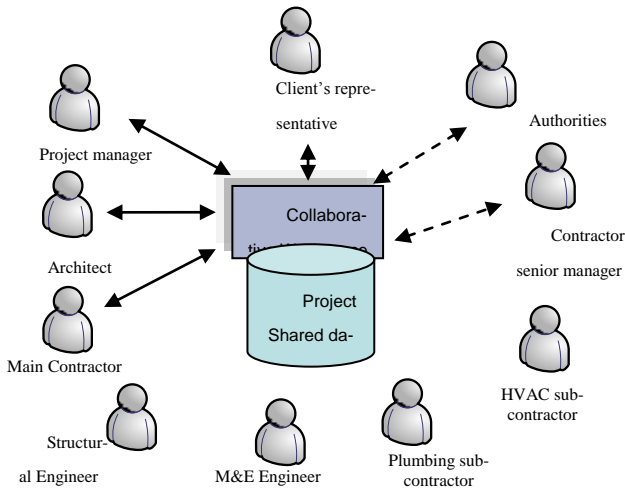 Client's repre-
sentative
Authorities
Project manager
Collabora-
Contractor
senior manager
Architect
Project
Shared da-
Main Contractor
HVAC sub-
contractor
Structur-
al Engineer
M&E Engineer
Plumbing sub-
contractor